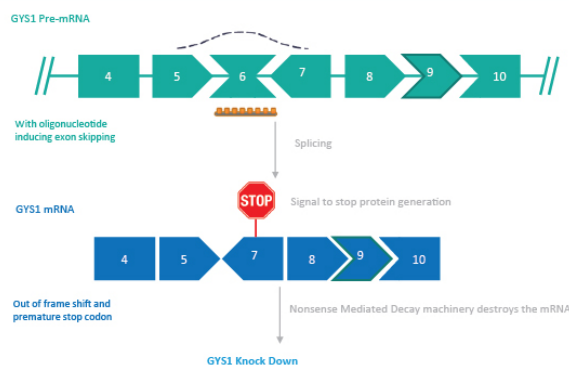 GYS1 Pre-mRNA
4 5 6 7 8 9 10
With oligonucleotide
inducing exon skipping
Splicing
STOP
Signal to stop protein generation
GYS1 mRNA
4 5 7 8 9 10
Out of frame shift and
premature stop codon
Nonsense Mediated Decay machinery destroys the mRNA
GYS1 Knock Down